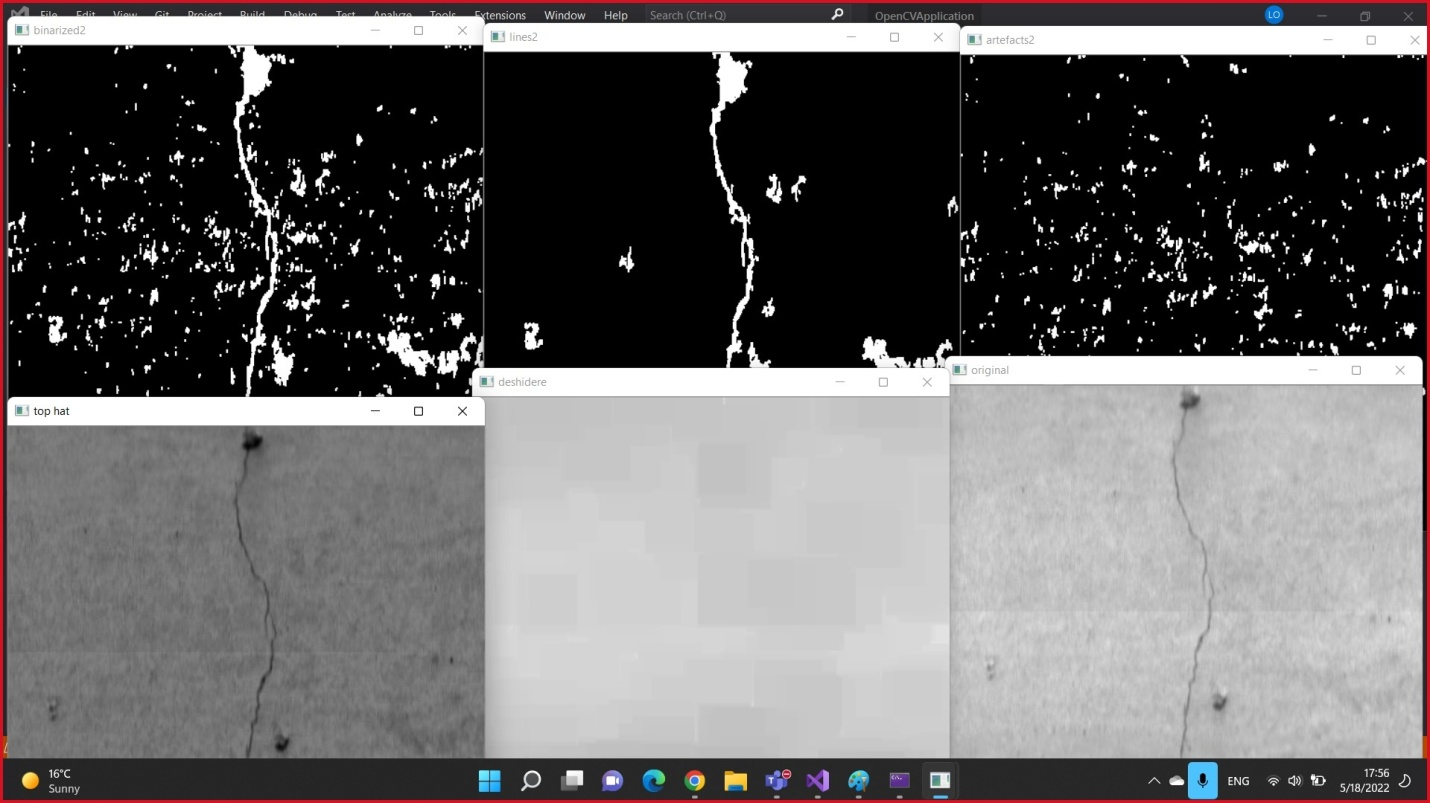 File Edit View Git Project Build Debug Test Analyze Tools Extensions Window Help Search (Ctrl+Q) OpenCVApplication LO
binarized2
lines2
artefacts2
top hat
deshidere
original
16°C
Sunny
ENG
17:56
5/18/2022